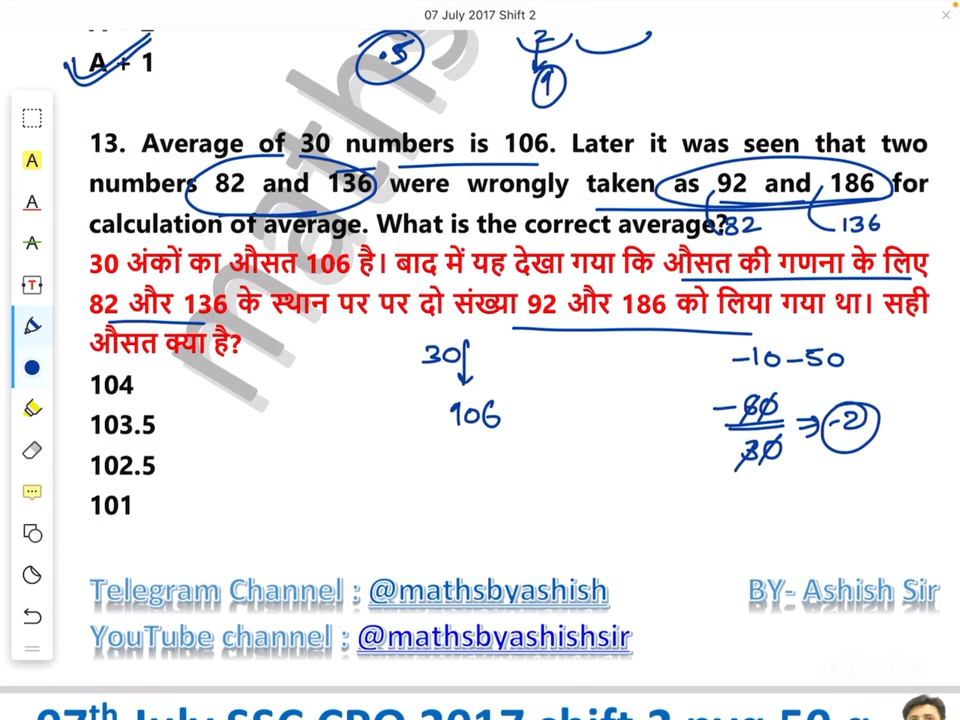 07 July 2017 Shift 2
A + 1
.5
2
9
13. Average of 30 numbers is 106. Later it was seen that two
numbers 82 and 136 were wrongly taken as 92 and 186 for
calculation of average. What is the correct average?
82 136
30 अंकों का औसत 106 है। बाद में यह देखा गया कि औसत की गणना के लिए
82 और 136 के स्थान पर पर दो संख्या 92 और 186 को लिया गया था। सही
औसत क्या है?
30
106
-10-50
-60
30
⇒ -2
104
103.5
102.5
101
Telegram Channel : @mathsbyashish BY- Ashish Sir
YouTube channel : @mathsbyashishsir
maths